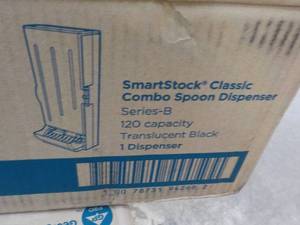 SmartStock® Classic
Combo Spoon Dispenser
Series-B
120 capacity
Translucent Black
1 Dispenser